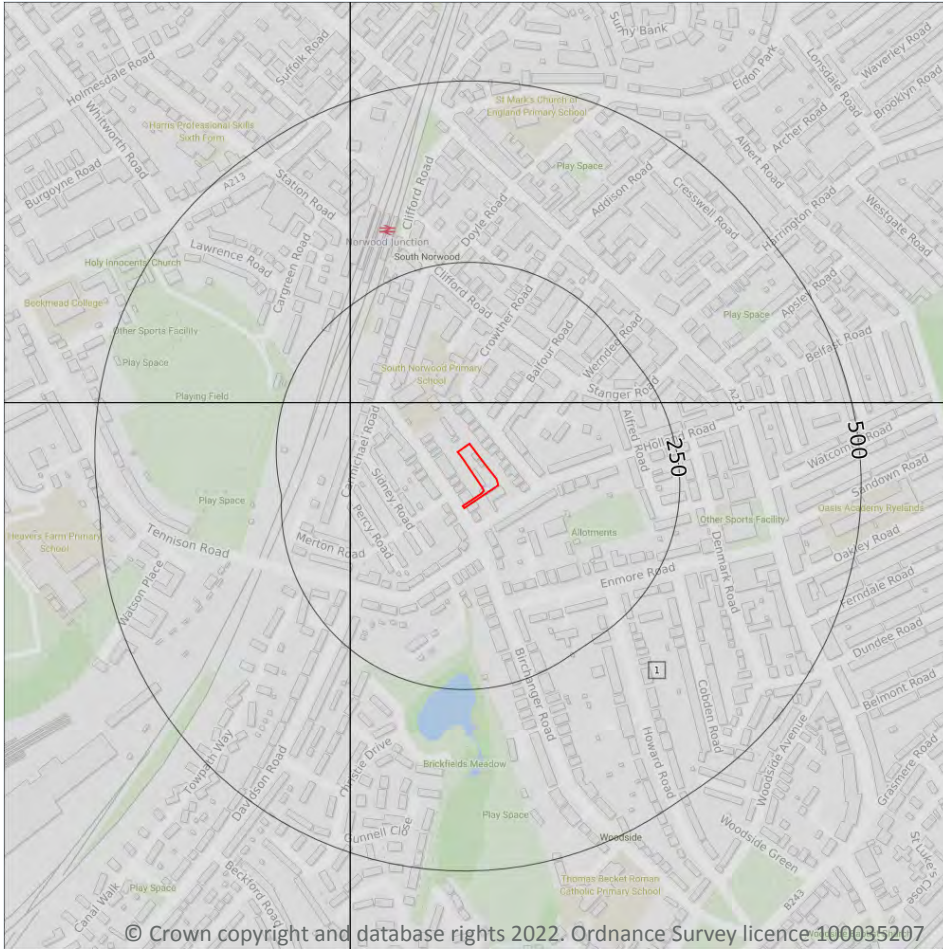 Sumy Bank
Holmesdale Road
Suffolk Road
Eldon Park
Lonsdale Road
Waverley Road
Brooklyn Road
Whitworth Road
Harris Professional Skills
Sixth Form
St Mark's Church of
England Primary School
Archer Road
Albert Road
Burgoyne Road
A213
Station Road
Clifford Road
Play Space
Addison Road
Cresswell Road
Westgate Road
Harrington Road
Doyle Road
Norwood Junction
South Norwood
Lawrence Road
Cargreen Road
Holy Innocents Church
Beckmead College
Clifford Road
Crowther Road
Balfour Road
Werndee Road
Apsley Road
Play Space
Belfast Road
Other Sports Facility
Play Space
Playing Field
South Norwood Primary
School
Stanger Road
A215
Alfred Road
Holland Road
250
500
Watcombe Road
Sandown Road
Carmichael Road
Sidney Road
Percy Road
Play Space
Heavers Farm Primary
School
Tennison Road
Merton Road
Watson Place
Allotments
Other Sports Facility
Oasis Academy Ryelands
Oakley Road
Enmore Road
Denmark Road
Ferndale Road
Dundee Road
Belmont Road
1
Birchanger Road
Cobden Road
Howard Road
Woodside Avenue
Grasmere Road
Towpath Way
Davidson Road
Christie Drive
Brickfields Meadow
Play Space
Gunnell Close
Woodside
Woodside Green
St Luke's Close
Beckford Road
Canal Walk
Play Space
Thomas Becket Roman
Catholic Primary School
B243
© Crown copyright and database rights 2022. Ordnance Survey licence 100035207